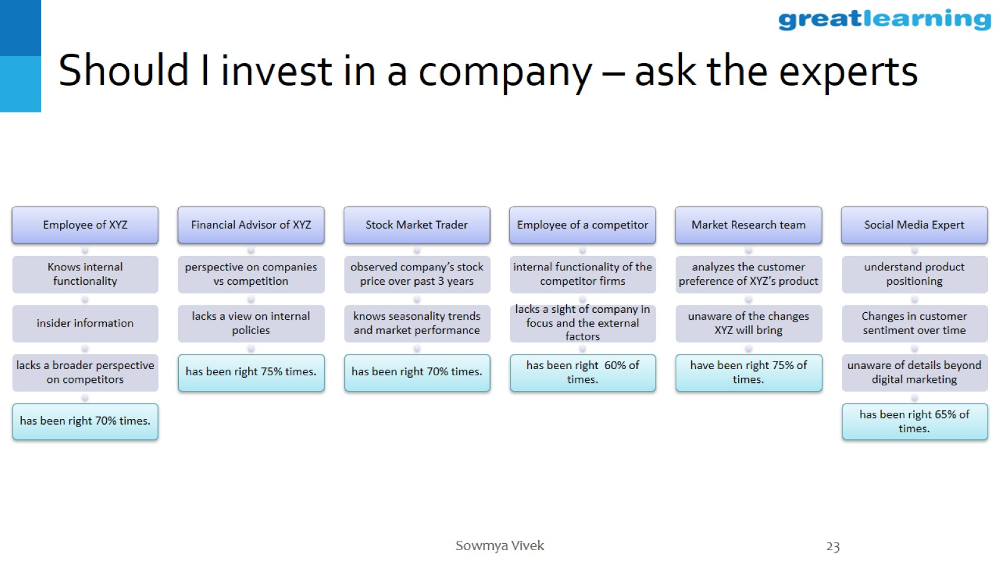 greatlearning
Should I invest in a company – ask the experts
Employee of XYZ
Knows internal
functionality
insider information
lacks a broader perspective
on competitors
has been right 70% times.
Financial Advisor of XYZ
perspective on companies
vs competition
lacks a view on internal
policies
has been right 75% times.
Stock Market Trader
observed company’s stock
price over past 3 years
knows seasonality trends
and market performance
has been right 70% times.
Employee of a competitor
internal functionality of the
competitor firms
lacks a sight of company in
focus and the external
factors
has been right  60% of
times.
Market Research team
analyzes the customer
preference of XYZ’s product
unaware of the changes
XYZ will bring
have been right 75% of
times.
Social Media Expert
understand product
positioning
Changes in customer
sentiment over time
unaware of details beyond
digital marketing
has been right 65% of
times.
Sowmya Vivek
23